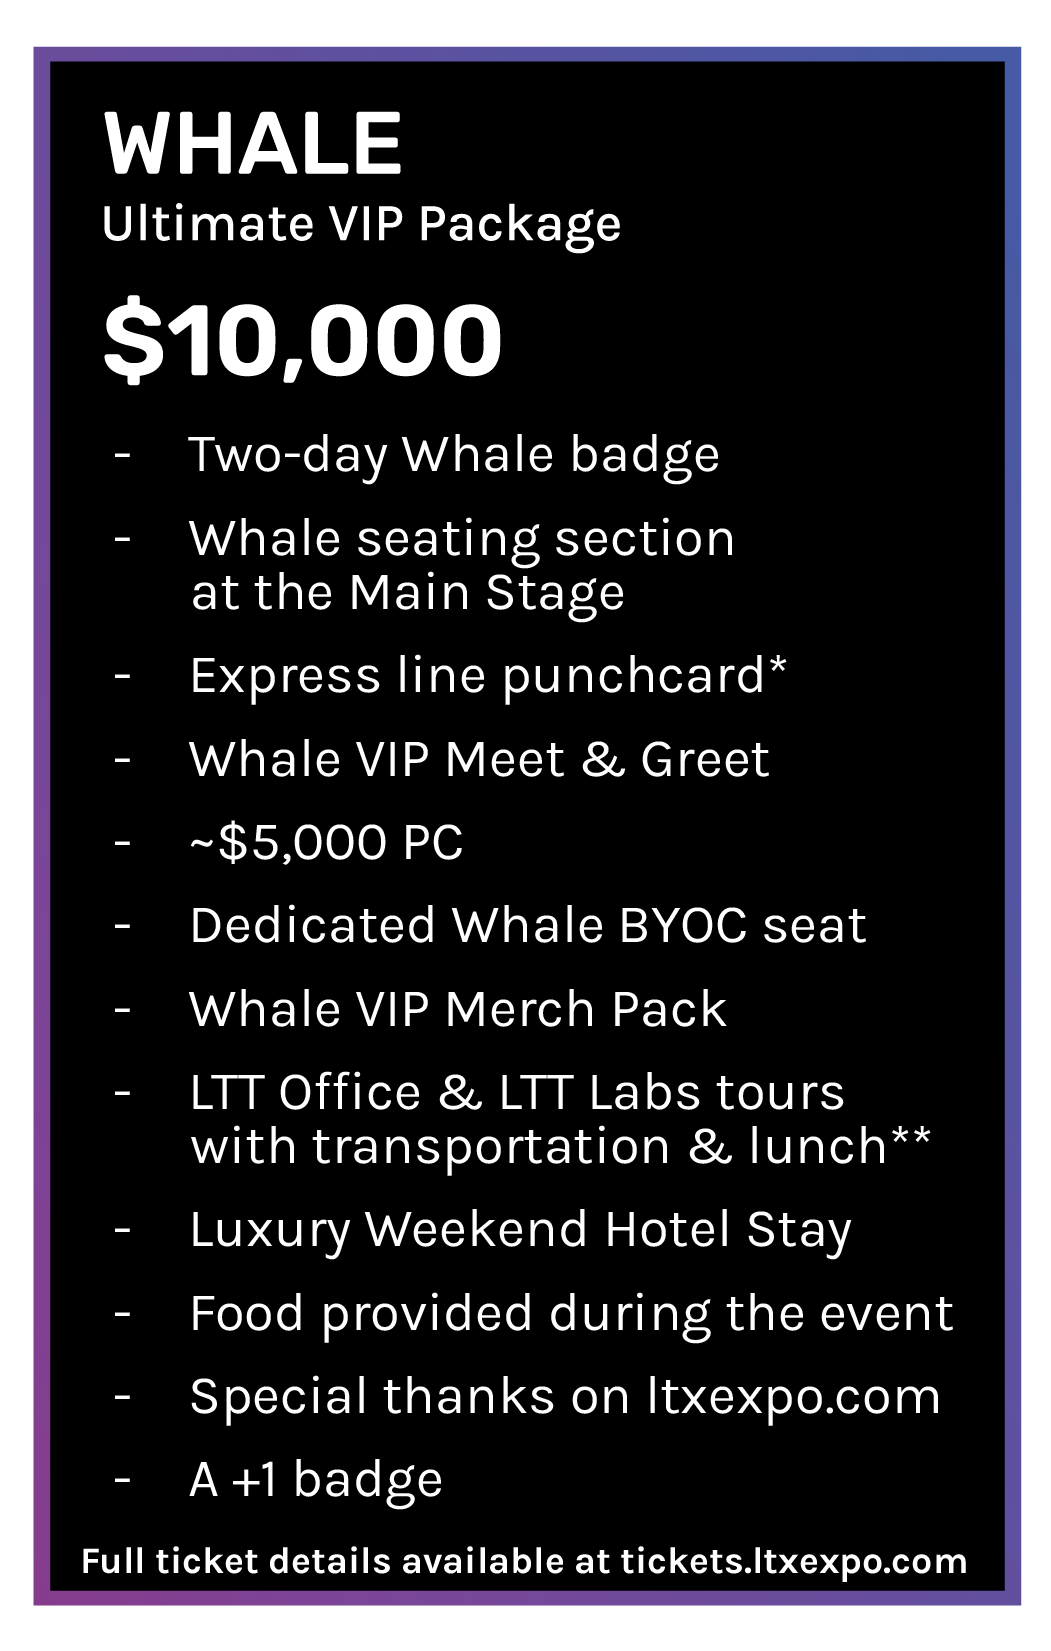 WHALE
Ultimate VIP Package
$10,000
- Two-day Whale badge
- Whale seating section
at the Main Stage
- Express line punchcard*
- Whale VIP Meet & Greet
- ~$5,000 PC
- Dedicated Whale BYOC seat
- Whale VIP Merch Pack
- LTT Office & LTT Labs tours
with transportation & lunch**
- Luxury Weekend Hotel Stay
- Food provided during the event
- Special thanks on ltxexpo.com
- A +1 badge
Full ticket details available at tickets.ltxexpo.com